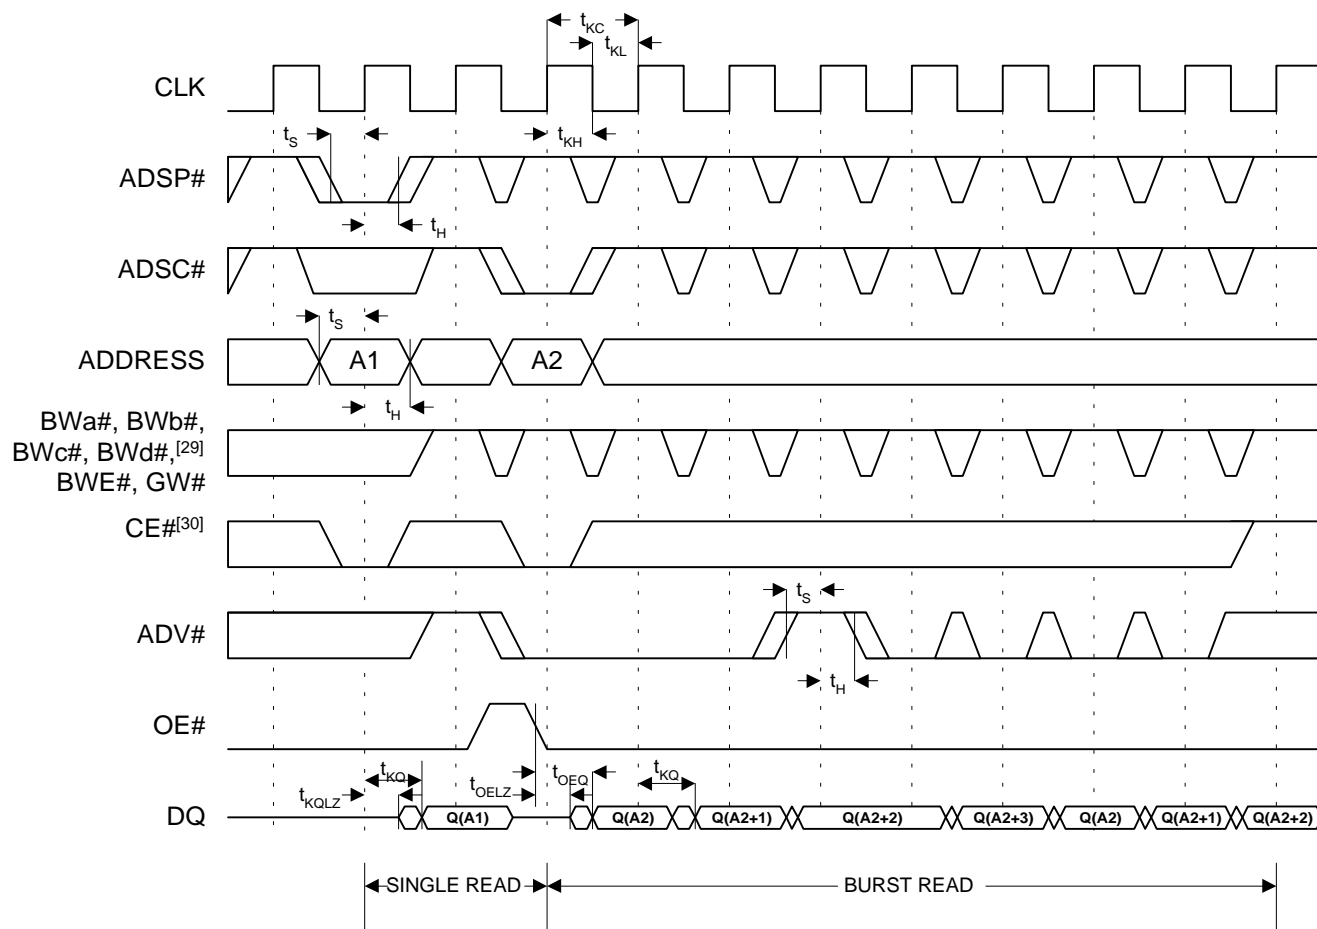 tKC
tKL
CLK
tS
tKH
ADSP#
tH
ADSC#
tS
ADDRESS
A1
A2
tH
BWa#, BWb#,
BWc#, BWd#,[29]
BWE#, GW#
CE#[30]
tS
ADV#
tH
OE#
tKQ
tOEQ
tKQ
tKQLZ
tOELZ
DQ
Q(A1)
Q(A2)
Q(A2+1)
Q(A2+2)
Q(A2+3)
Q(A2)
Q(A2+1)
Q(A2+2)
SINGLE READ
BURST READ